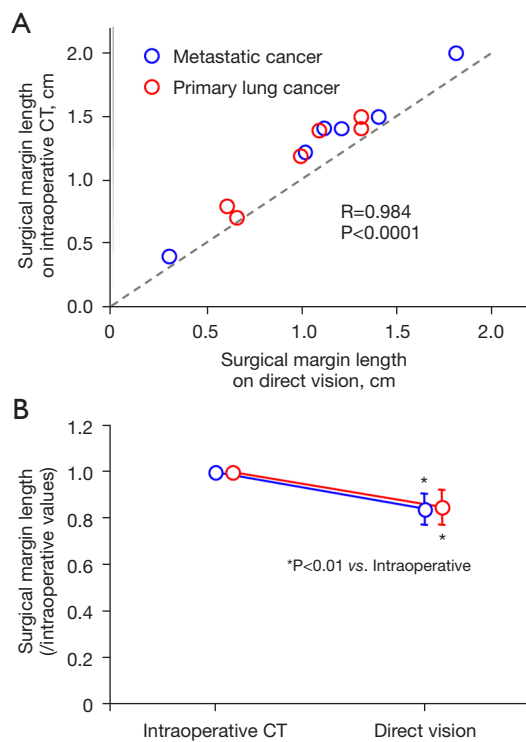 A
Surgical margin length
on intraoperative CT, cm
2.0
1.5
1.0
0.5
0.0
Metastatic cancer
Primary lung cancer
R=0.984
P<0.0001
0
0.5
1.0
1.5
2.0
Surgical margin length
on direct vision, cm
B
Surgical margin length
(/intraoperative values)
1.2
1.0
0.8
0.6
0.4
0.2
0
*
*
*P<0.01 vs. Intraoperative
Intraoperative CT
Direct vision